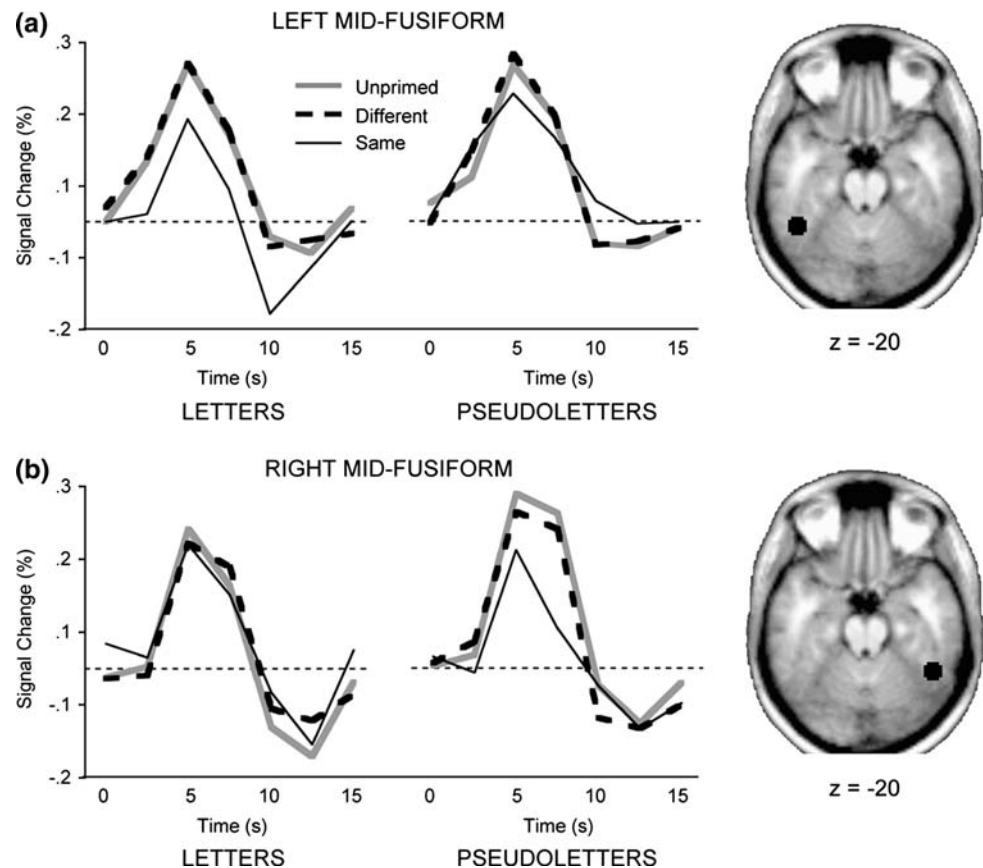 (a)
LEFT MID-FUSIFORM
Signal Change (%)
.3
.2
.1
-.1
-.2
Unprimed
Different
Same
0 5 10 15
0 5 10 15
Time (s)
Time (s)
LETTERS
PSEUDOLETTERS
z = -20
(b)
RIGHT MID-FUSIFORM
Signal Change (%)
.3
.2
.1
-.1
-.2
0 5 10 15
0 5 10 15
Time (s)
Time (s)
LETTERS
PSEUDOLETTERS
z = -20